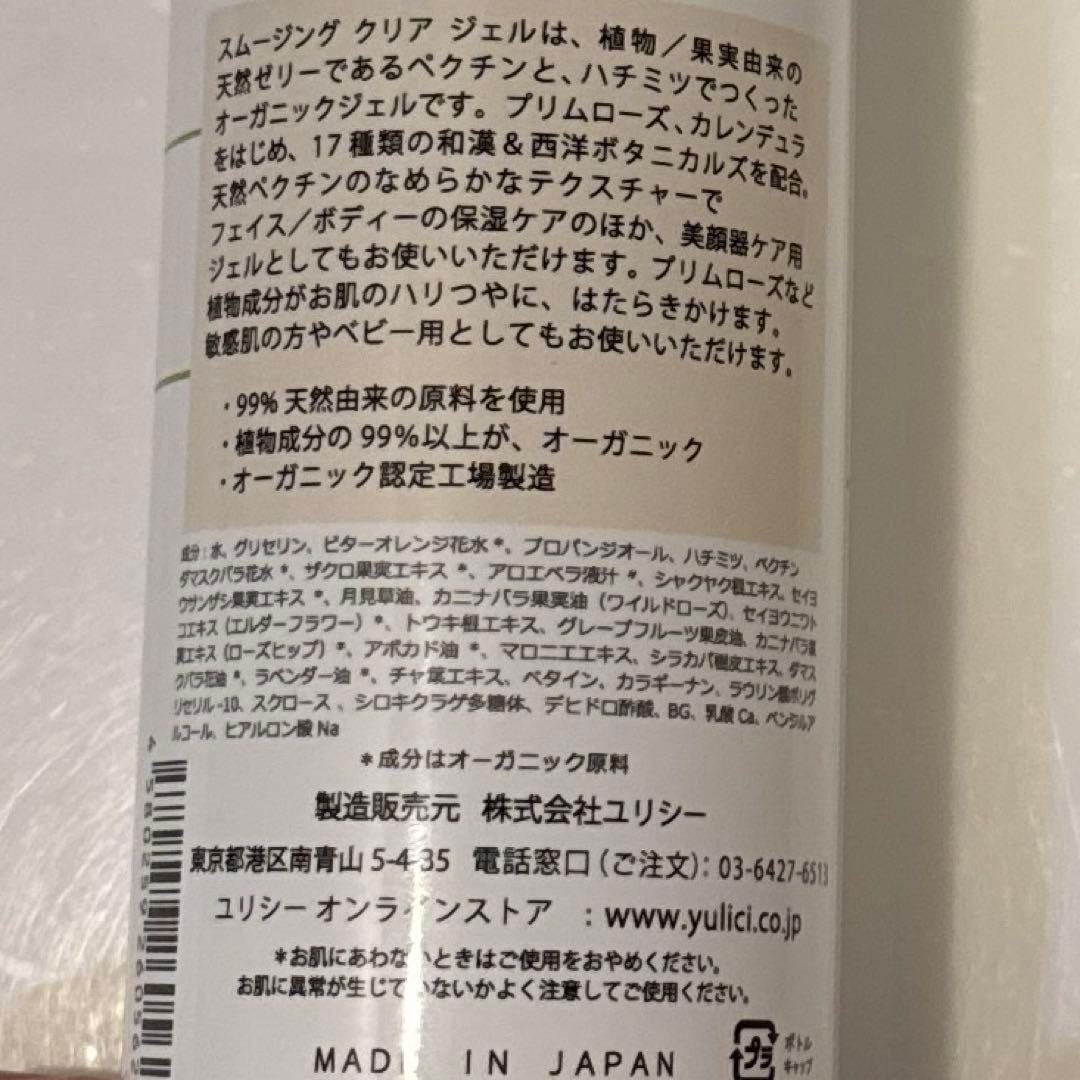 スムージング クリア ジェルは、植物／果実由来の
天然ゼリーであるペクチンと、ハチミツでつくった
オーガニックジェルです。プリムローズ、カレンデュラ
をはじめ、17種類の和漢＆西洋ボタニカルズを配合。
天然ペクチンのなめらかなテクスチャーで
フェイス／ボディーの保湿ケアのほか、美顔器ケア用
ジェルとしてもお使いいただけます。プリムローズなど
植物成分がお肌のハリつやに、はたらきかけます。
敏感肌の方やベビー用としてもお使いいただけます。
・99%天然由来の原料を使用
・植物成分の99%以上が、オーガニック
・オーガニック認定工場製造
成分：水、グリセリン、ビターオレンジ花水*、プロパンジオール、ハチミツ、ペクチン
ダマスクバラ花水*、ザクロ果実エキス*、アロエベラ液汁*、シャクヤク根エキス、セイヨ
ウサンザシ果実エキス*、月見草油、カニナバラ果実油（ワイルドローズ）、セイヨウニワト
コエキス（エルダーフラワー）*、トウキ根エキス、グレープフルーツ果皮油、カニナバラ果
実エキス（ローズヒップ）*、アボカド油*、マロニエエキス、シラカバ樹皮エキス、ダマス
クバラ花油*、ラベンダー油*、チャ葉エキス、ベタイン、カラギーナン、ラウリン酸ポリグ
リセリル-10、スクロース、シロキクラゲ多糖体、デヒドロ酢酸、BG、乳酸Ca、ベンジルア
ルコール、ヒアルロン酸Na
*成分はオーガニック原料
製造販売元 株式会社ユリシー
東京都港区南青山5-4-35 電話窓口（ご注文）：03-6427-6513
ユリシー オンラインストア ：www.yulici.co.jp
*お肌にあわないときはご使用をおやめください。
お肌に異常が生じていないかよく注意してご使用ください。
MADE IN JAPAN
プラ
ボトル
キャップ